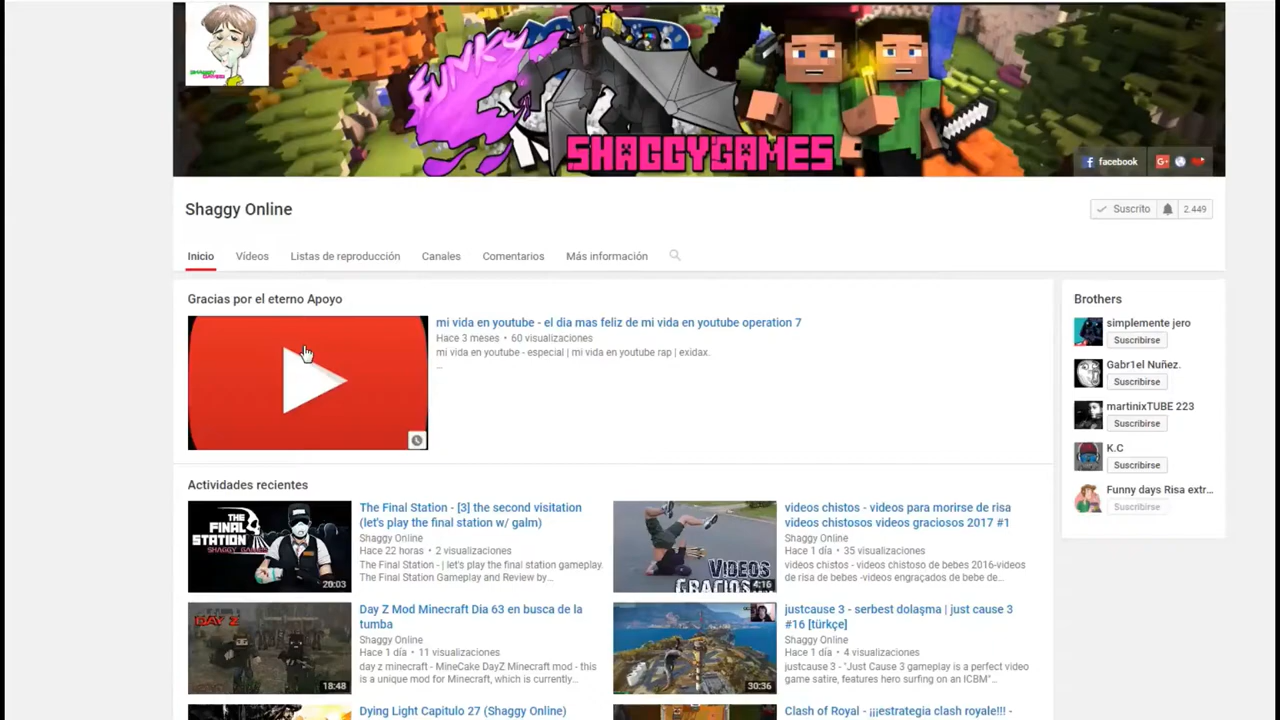 SHAGGYGAMES
facebook
Shaggy Online
Suscrito 2.449
Inicio Vídeos Listas de reproducción Canales Comentarios Más información
Gracias por el eterno Apoyo
mi vida en youtube - el dia mas feliz de mi vida en youtube operation 7
Hace 3 meses • 60 visualizaciones
mi vida en youtube - especial | mi vida en youtube rap | exidax.
...
Brothers
simplemente jero
Suscribirse
Gabr1el Nuñez.
Suscribirse
martinixTUBE 223
Suscribirse
K.C
Suscribirse
Funny days Risa extr...
Suscribirse
Actividades recientes
THE FINAL STATION
SHAGGY GAMES
20:03
The Final Station - [3] the second visitation
(let's play the final station w/ galm)
Shaggy Online
Hace 22 horas • 2 visualizaciones
The Final Station - | let's play the final station gameplay.
The Final Station Gameplay and Review by...
VIDEOS
GRACIOSOS
4:16
videos chistos - videos para morirse de risa
videos chistosos videos graciosos 2017 #1
Shaggy Online
Hace 1 día • 35 visualizaciones
videos chistos - videos chistoso de bebes 2016-videos
de risa de bebes -videos engraçados de bebe de...
DAY Z
18:48
Day Z Mod Minecraft Dia 63 en busca de la
tumba
Shaggy Online
Hace 1 día • 11 visualizaciones
day z minecraft - MineCake DayZ Minecraft mod - this
is a unique mod for Minecraft, which is currently...
30:36
justcause 3 - serbest dolaşma | just cause 3
#16 [türkçe]
Shaggy Online
Hace 1 día • 4 visualizaciones
justcause 3 - "Just Cause 3 gameplay is a perfect video
game satire, features hero surfing on an ICBM"...
Dying Light Capitulo 27 (Shaggy Online)
Clash of Royal - ¡¡¡estrategia clash royale!!! -